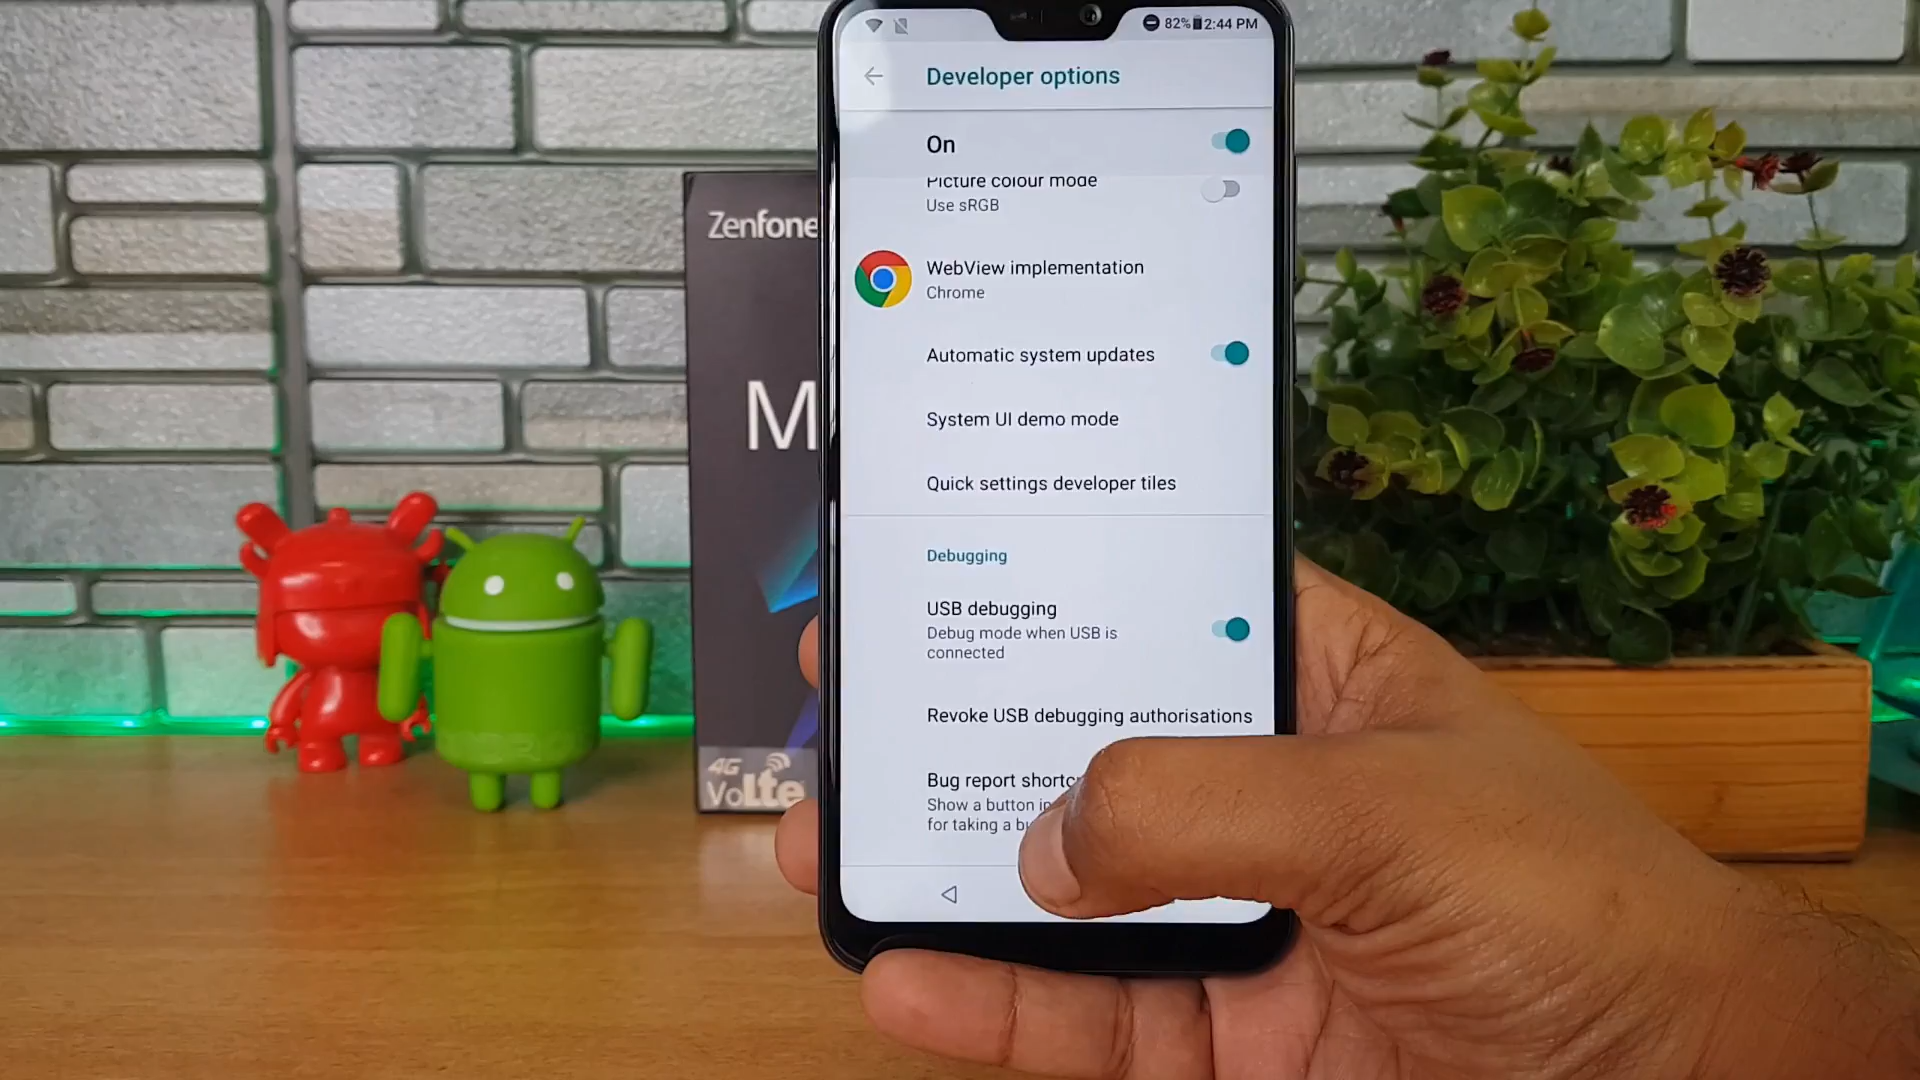 82% 2:44 PM
Developer options
On
Picture colour mode
Use sRGB
WebView implementation
Chrome
Automatic system updates
System UI demo mode
Quick settings developer tiles
Debugging
USB debugging
Debug mode when USB is
connected
Revoke USB debugging authorisations
Bug report shortc
Show a button in
for taking a bu
Zenfone
M
4G
VoLte